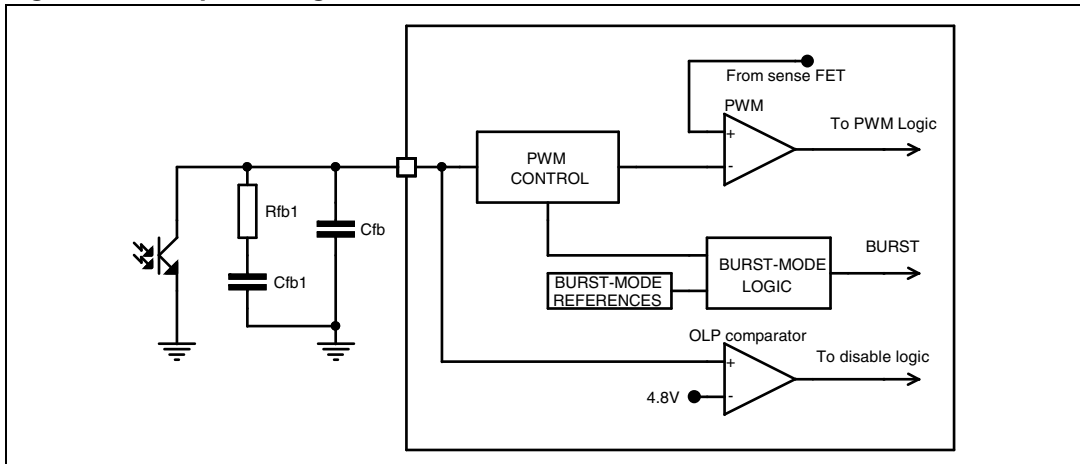 From sense FET
PWM
To PWM Logic
+
-
PWM
CONTROL
Rfb1
Cfb
Cfb1
BURST
BURST-MODE
LOGIC
BURST-MODE
REFERENCES
OLP comparator
To disable logic
+
4.8V
-